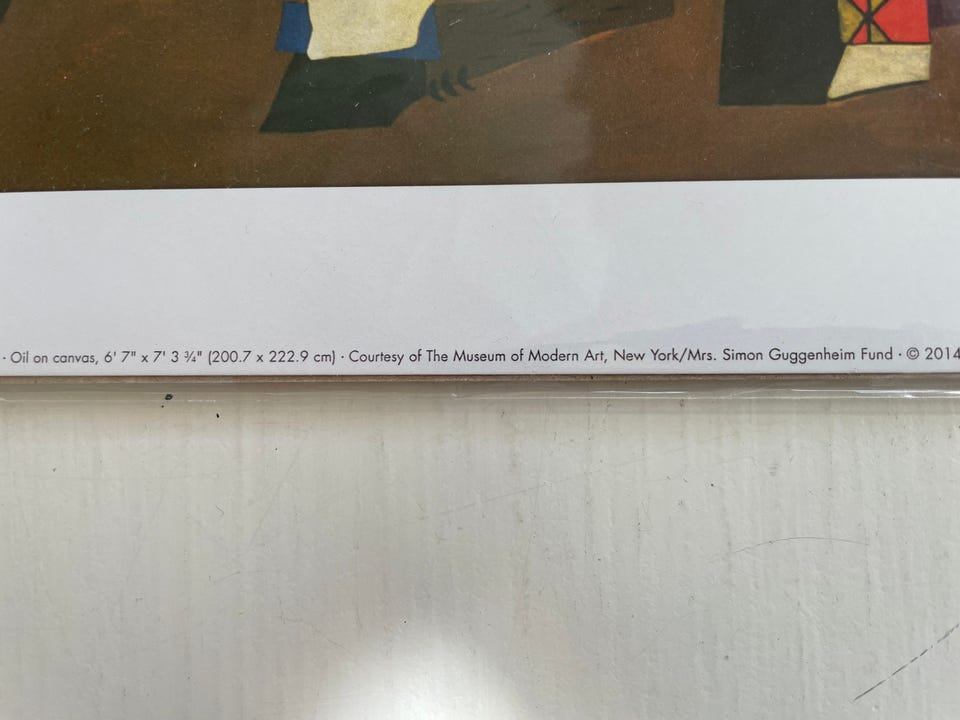 · Oil on canvas, 6' 7" x 7' 3 ¾" (200.7 x 222.9 cm) · Courtesy of The Museum of Modern Art, New York/Mrs. Simon Guggenheim Fund · © 2014